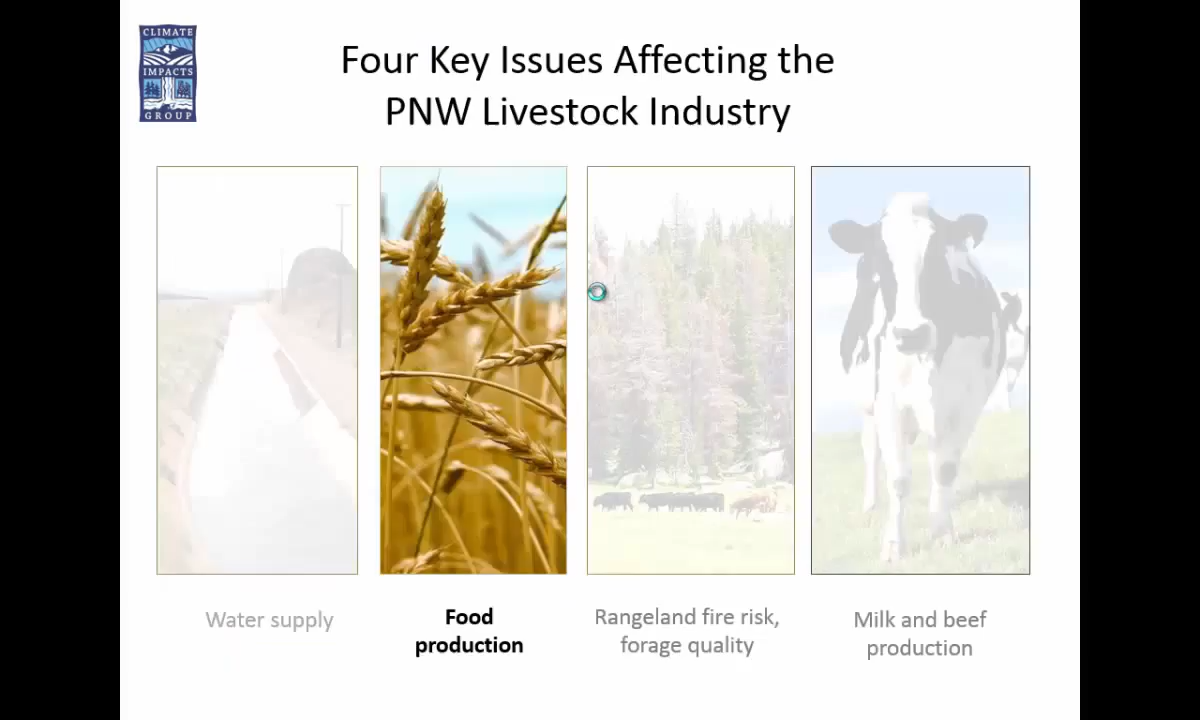 CLIMATE
IMPACTS
GROUP
Four Key Issues Affecting the
PNW Livestock Industry
Water supply
Food
production
Rangeland fire risk,
forage quality
Milk and beef
production